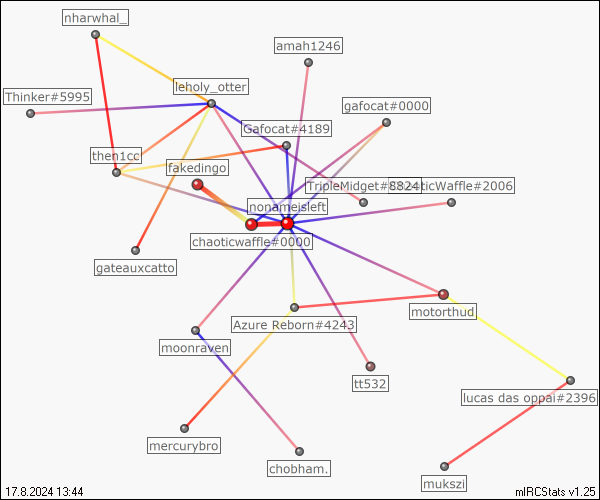 nharwhal_
amah1246
leholy_otter
Thinker#5995
gafocat#0000
Gafocat#4189
then1cc
fakedingo
TripleMidget#8824
ChaoticWaffle#2006
nonameisleft
chaoticwaffle#0000
gateauxcatto
motorthud_
Azure Reborn#4243
moonraven
tt532
lucas das oppai#2396
mercurybro
chobham.
mukszi
17.8.2024 13:44
mIRCStats v1.25